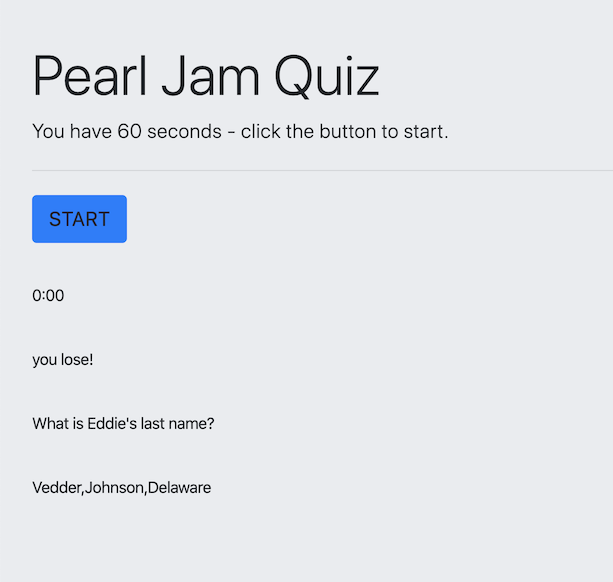 Pearl Jam Quiz
You have 60 seconds - click the button to start.
START
0:00
you lose!
What is Eddie's last name?
Vedder,Johnson,Delaware